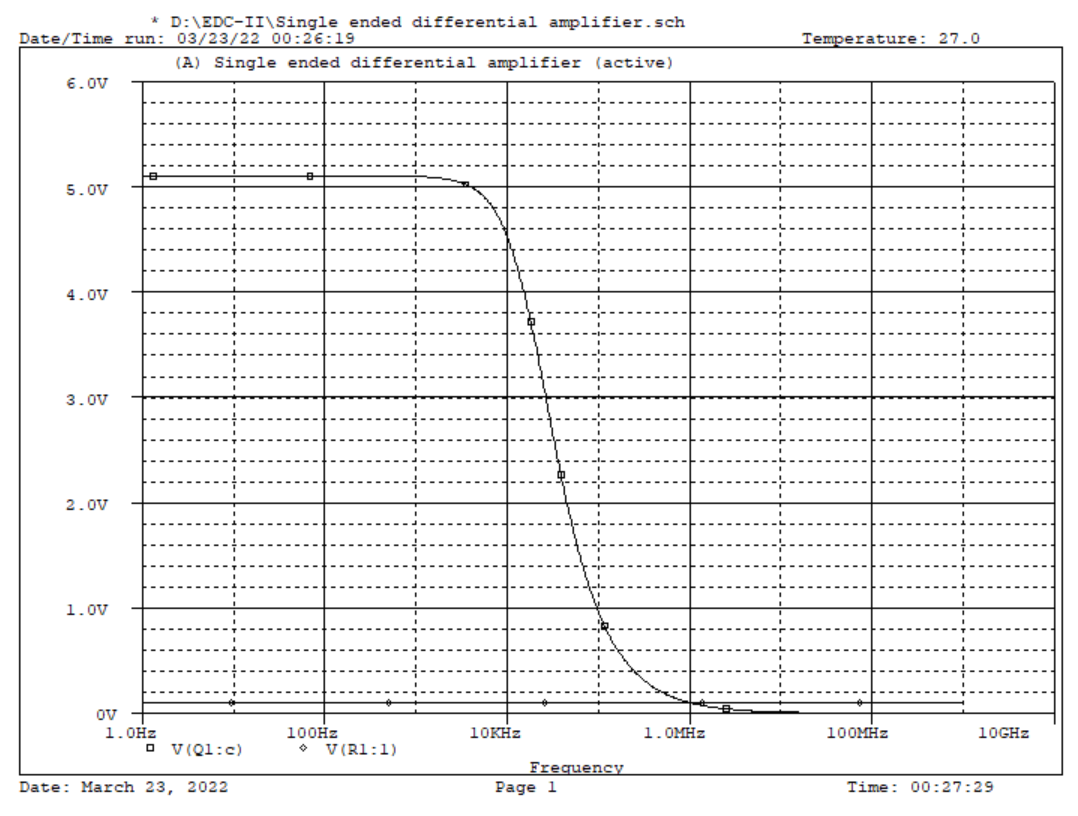 * D:\EDC-II\Single ended differential amplifier.sch
Date/Time run: 03/23/22 00:26:19 Temperature: 27.0
(A) Single ended differential amplifier (active)
6.0V
5.0V
4.0V
3.0V
2.0V
1.0V
0V
1.0Hz 100Hz 10KHz 1.0MHz 100MHz 10GHz
V(Q1:c) V(R1:1)
Frequency
Date: March 23, 2022 Page 1 Time: 00:27:29